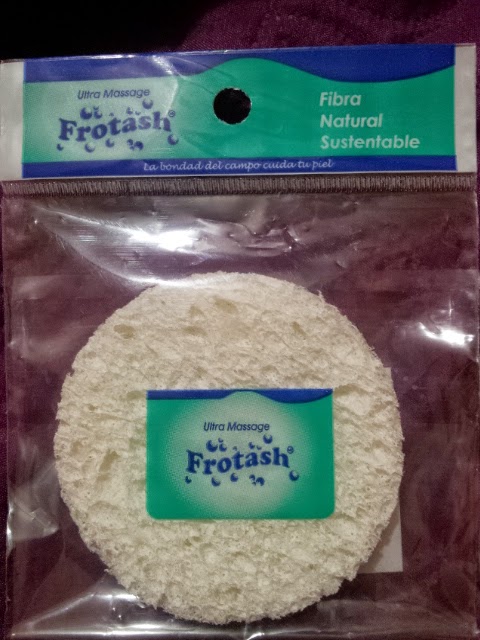 Ultra Massage
Frotash®
Fibra
Natural
Sustentable
La bondad del campo cuida tu piel
Ultra Massage
Frotash®